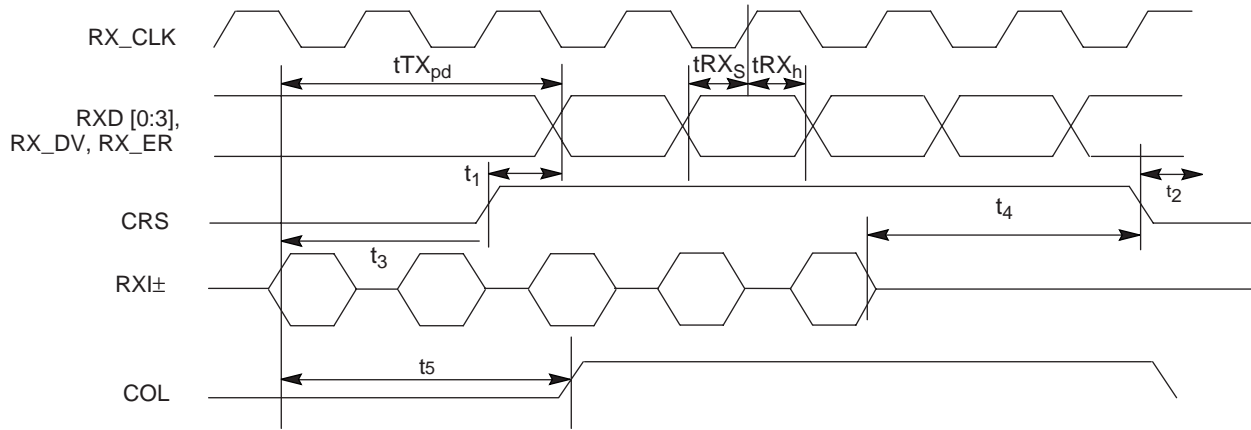 RX_CLK
tTXpd
tRXS
tRXh
RXD [0:3],
RX_DV, RX_ER
t1
t2
CRS
t4
t3
RXI±
t5
COL